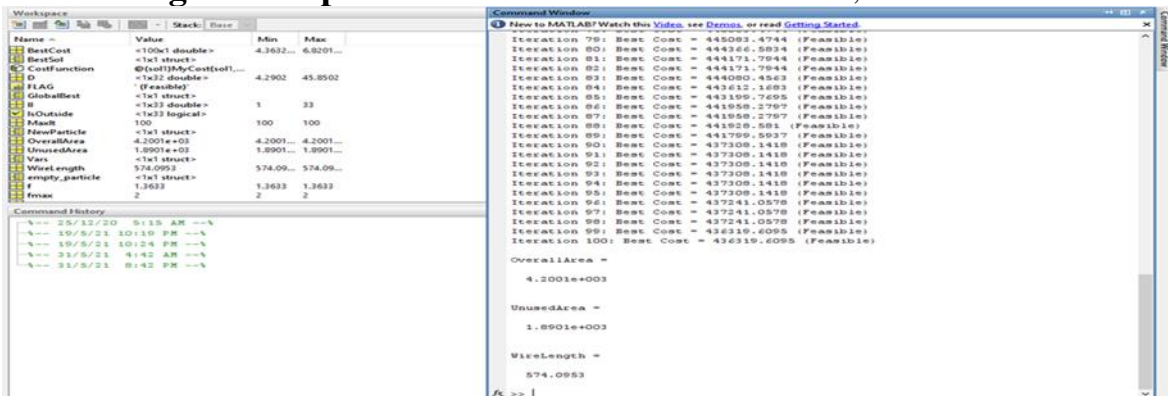 Workspace
Stack: Base
Name Value Min Max
BestCost <100x1 double> 4.3632... 6.8201...
BestSol <1x1 struct>
CostFunction @(sol1)MyCost(sol1,...
D <1x32 double> 4.2902 45.8502
FLAG ' (Feasible)'
GlobalBest <1x1 struct>
II <1x33 double> 1 33
IsOutside <1x33 logical>
MaxIt 100 100 100
NewParticle <1x1 struct>
OverallArea 4.2001e+03 4.2001... 4.2001...
UnusedArea 1.8901e+03 1.8901... 1.8901...
Vars <1x1 struct>
WireLength 574.0953 574.09... 574.09...
empty_particle <1x1 struct>
f 1.3633 1.3633 1.3633
fmax 2 2 2
Command History
%-- 25/12/20 5:15 AM --%
%-- 19/5/21 10:19 PM --%
%-- 19/5/21 10:24 PM --%
%-- 31/5/21 4:42 AM --%
%-- 31/5/21 8:42 PM --%
Command Window
New to MATLAB? Watch this Video, see Demos, or read Getting Started.
Iteration 79: Best Cost = 445083.4744 (Feasible)
Iteration 80: Best Cost = 444366.5834 (Feasible)
Iteration 81: Best Cost = 444171.7944 (Feasible)
Iteration 82: Best Cost = 444171.7944 (Feasible)
Iteration 83: Best Cost = 444080.4563 (Feasible)
Iteration 84: Best Cost = 443612.1683 (Feasible)
Iteration 85: Best Cost = 443199.7695 (Feasible)
Iteration 86: Best Cost = 441958.2797 (Feasible)
Iteration 87: Best Cost = 441958.2797 (Feasible)
Iteration 88: Best Cost = 441928.581 (Feasible)
Iteration 89: Best Cost = 441799.5937 (Feasible)
Iteration 90: Best Cost = 437308.1418 (Feasible)
Iteration 91: Best Cost = 437308.1418 (Feasible)
Iteration 92: Best Cost = 437308.1418 (Feasible)
Iteration 93: Best Cost = 437308.1418 (Feasible)
Iteration 94: Best Cost = 437308.1418 (Feasible)
Iteration 95: Best Cost = 437308.1418 (Feasible)
Iteration 96: Best Cost = 437241.0578 (Feasible)
Iteration 97: Best Cost = 437241.0578 (Feasible)
Iteration 98: Best Cost = 437241.0578 (Feasible)
Iteration 99: Best Cost = 436319.6095 (Feasible)
Iteration 100: Best Cost = 436319.6095 (Feasible)
OverallArea =
4.2001e+003
UnusedArea =
1.8901e+003
WireLength =
574.0953
fx >>
Command Window